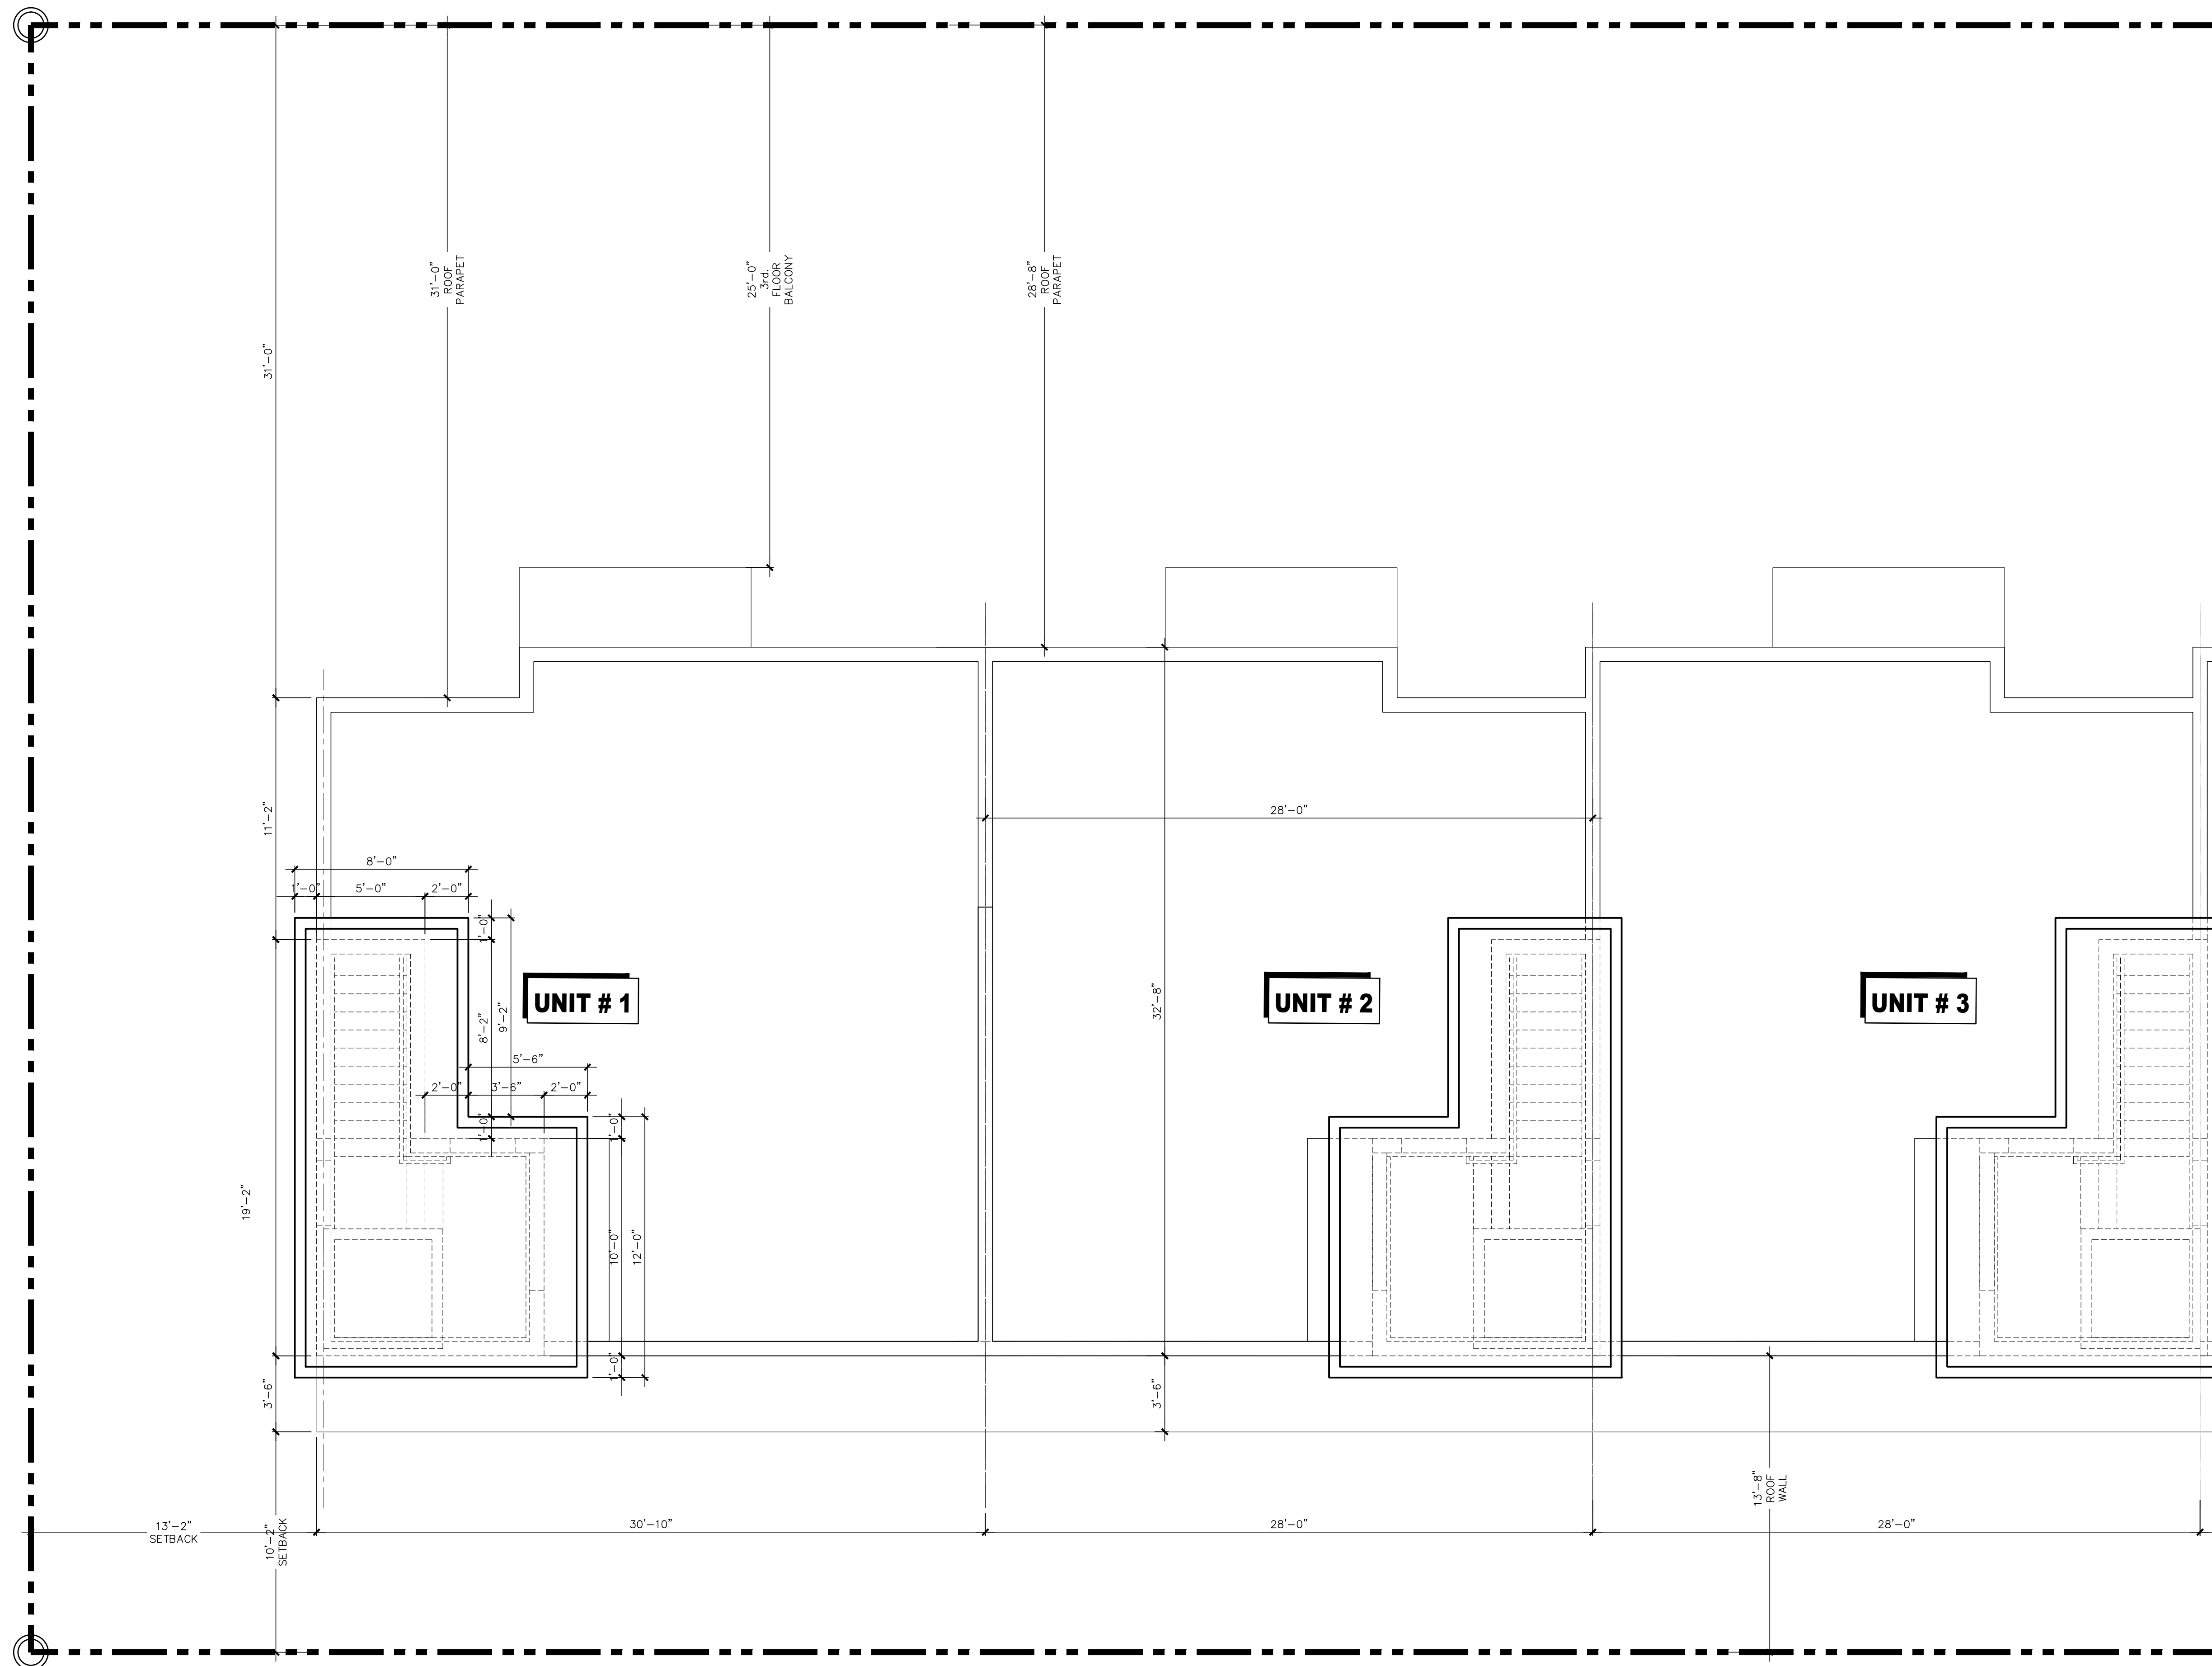 31'-0"
ROOF
PARAPET
25'-0"
3rd.
FLOOR
BALCONY
28'-8"
ROOF
PARAPET
31'-0"
11'-2"
28'-0"
8'-0"
1'-0"
5'-0"
2'-0"
1'-0"
8'-2"
9'-2"
UNIT # 1
UNIT # 2
UNIT # 3
32'-8"
5'-6"
2'-0"
3'-6"
2'-0"
1'-0"
1'-0"
19'-2"
10'-0"
12'-0"
1'-0"
3'-6"
3'-6"
13'-8"
ROOF
WALL
13'-2"
SETBACK
10'-2"
SETBACK
30'-10"
28'-0"
28'-0"